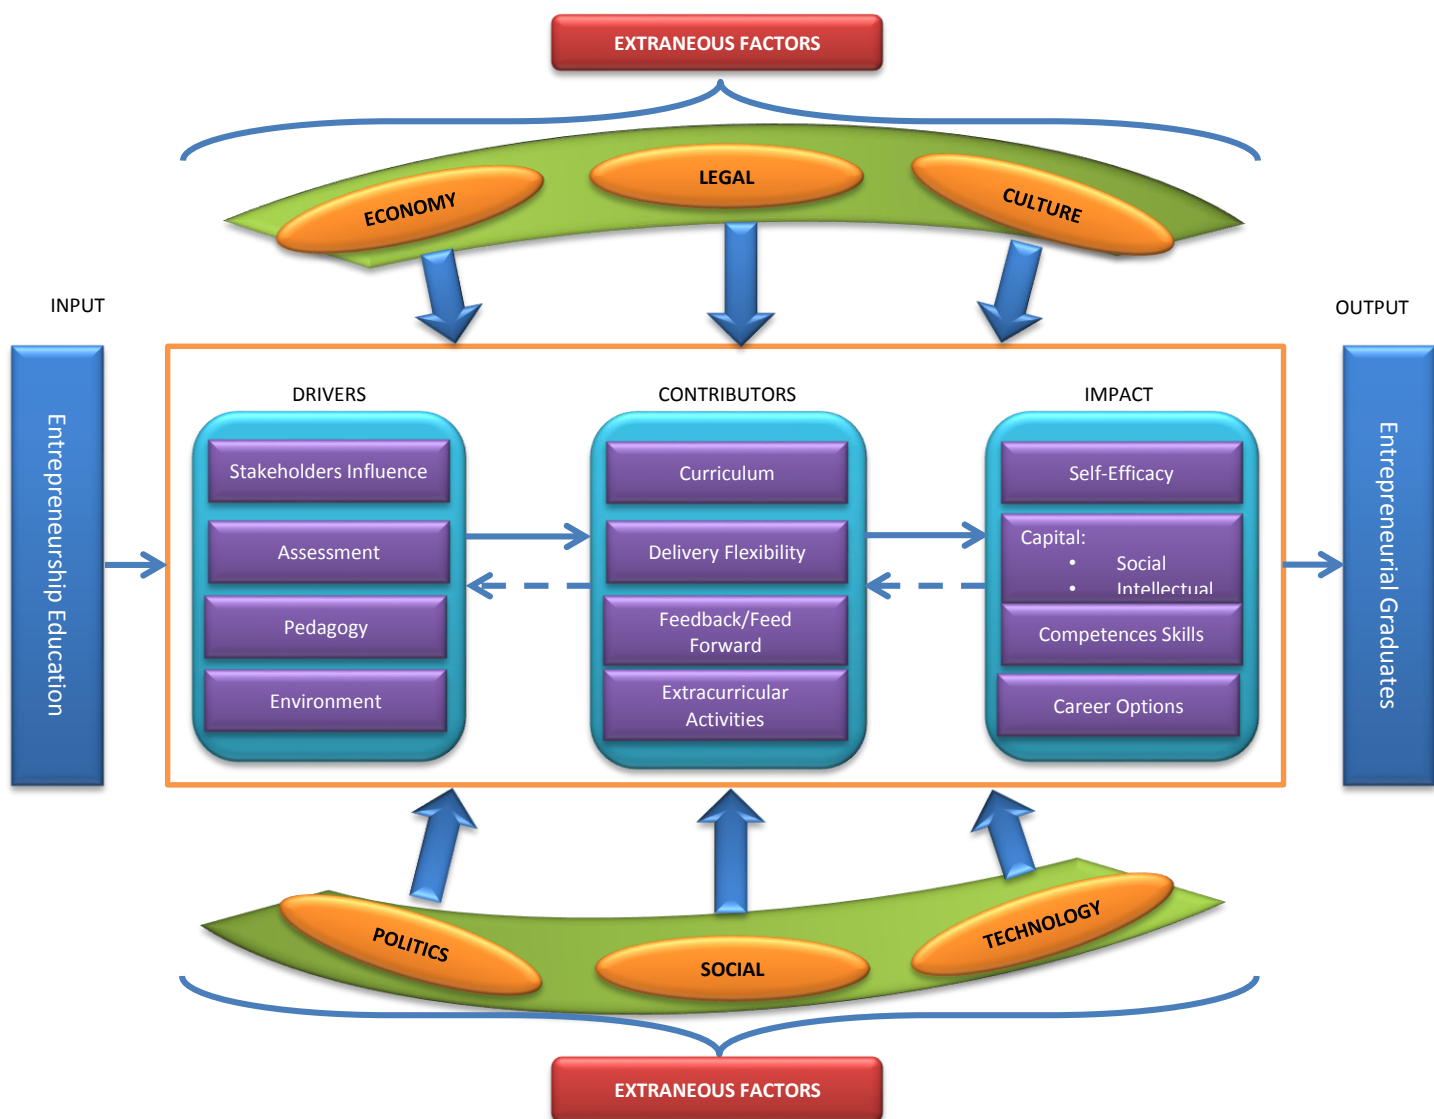 EXTRANEOUS FACTORS
ECONOMY
LEGAL
CULTURE
INPUT
OUTPUT
Entrepreneurship Education
DRIVERS
Stakeholders Influence
Assessment
Pedagogy
Environment
CONTRIBUTORS
Curriculum
Delivery Flexibility
Feedback/Feed
Forward
Extracurricular
Activities
IMPACT
Self-Efficacy
Capital:
• Social
• Intellectual
Competences Skills
Career Options
Entrepreneurial Graduates
POLITICS
SOCIAL
TECHNOLOGY
EXTRANEOUS FACTORS